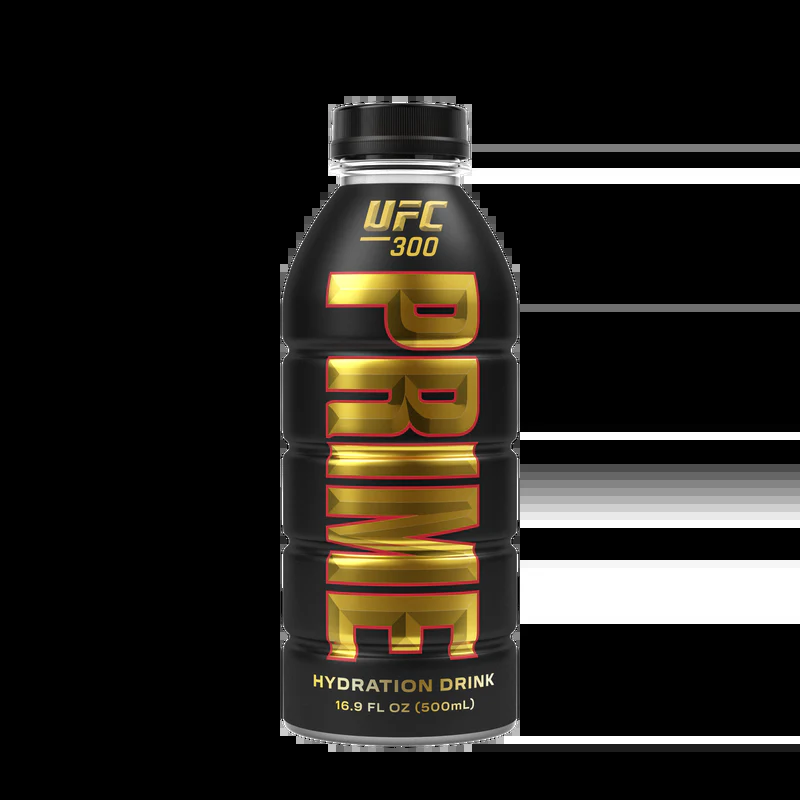 UFC
300
PRIME
HYDRATION DRINK
16.9 FL OZ (500mL)